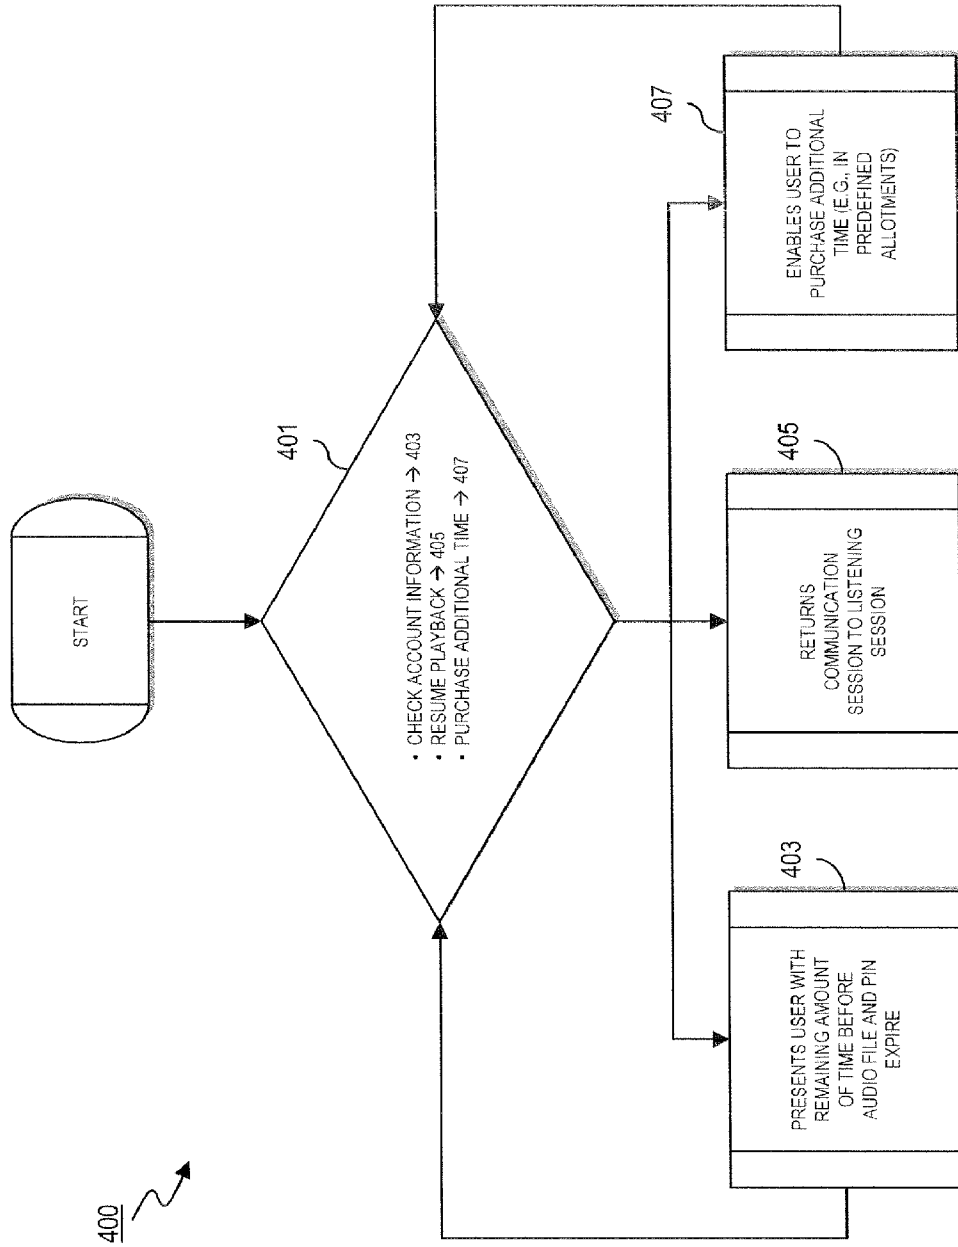 400
START
401
• CHECK ACCOUNT INFORMATION → 403
• RESUME PLAYBACK → 405
• PURCHASE ADDITIONAL TIME → 407
403
PRESENTS USER WITH
REMAINING AMOUNT
OF TIME BEFORE
AUDIO FILE AND PIN
EXPIRE
405
RETURNS
COMMUNICATION
SESSION TO LISTENING
SESSION
407
ENABLES USER TO
PURCHASE ADDITIONAL
TIME (E.G., IN
PREDEFINED
ALLOTMENTS)